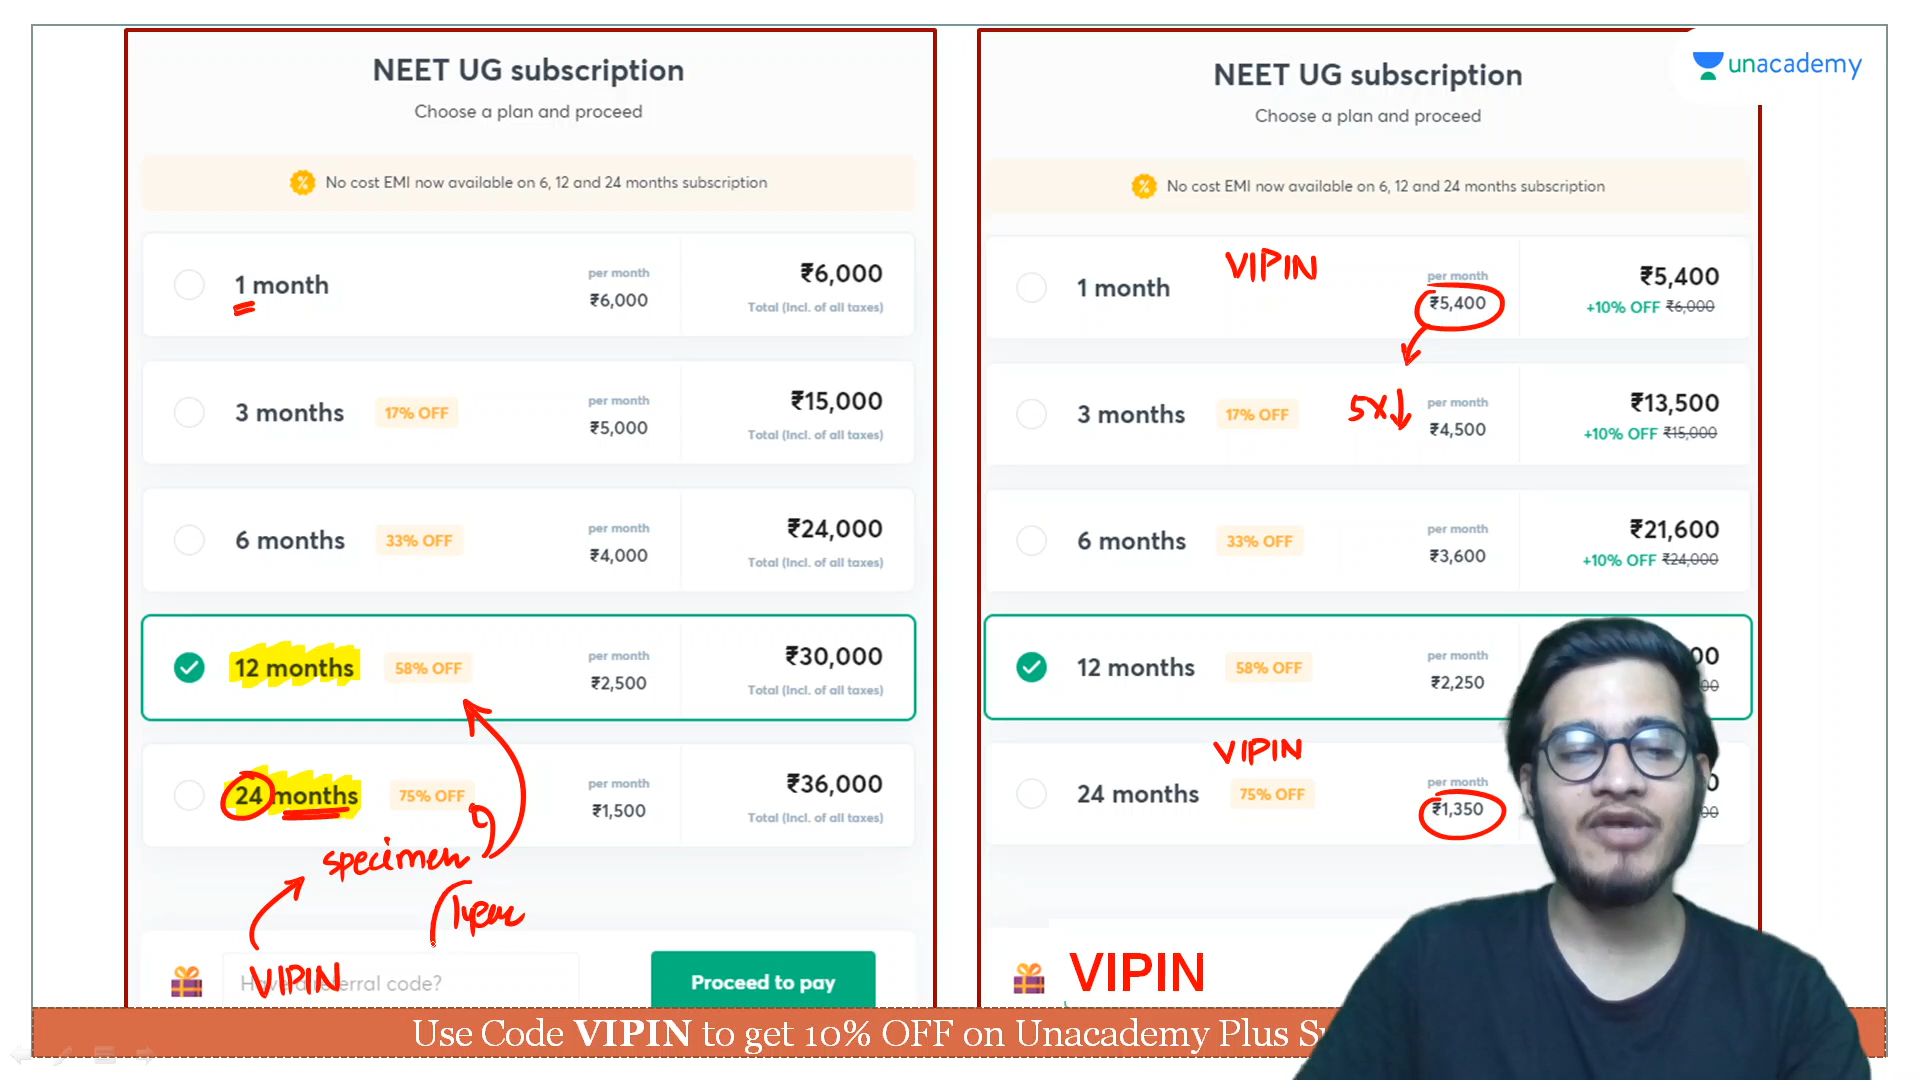 NEET UG subscription
Choose a plan and proceed
No cost EMI now available on 6, 12 and 24 months subscription
1 month
per month
₹6,000
₹6,000
Total (Incl. of all taxes)
3 months
17% OFF
per month
₹5,000
₹15,000
Total (Incl. of all taxes)
6 months
33% OFF
per month
₹4,000
₹24,000
Total (Incl. of all taxes)
12 months
58% OFF
per month
₹2,500
₹30,000
Total (Incl. of all taxes)
24 months
75% OFF
per month
₹1,500
₹36,000
Total (Incl. of all taxes)
specimen
1year
VIPIN
Have a referral code?
Proceed to pay
unacademy
NEET UG subscription
Choose a plan and proceed
No cost EMI now available on 6, 12 and 24 months subscription
1 month
VIPIN
per month
₹5,400
₹5,400
+10% OFF ₹6,000
3 months
17% OFF
5X↓
per month
₹4,500
₹13,500
+10% OFF ₹15,000
6 months
33% OFF
per month
₹3,600
₹21,600
+10% OFF ₹24,000
12 months
58% OFF
per month
₹2,250
VIPIN
24 months
75% OFF
per month
₹1,350
VIPIN
Use Code VIPIN to get 10% OFF on Unacademy Plus